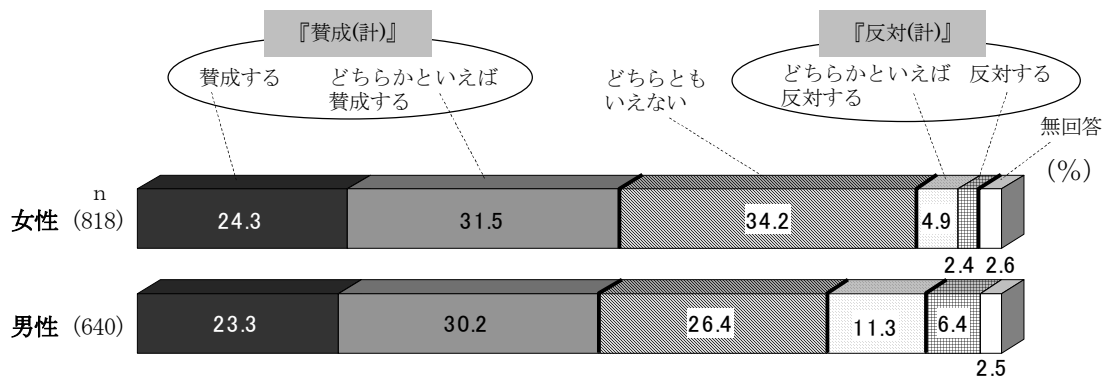 『賛成(計)』
『反対(計)』
賛成する
どちらかといえば
賛成する
どちらとも
いえない
どちらかといえば
反対する
反対する
無回答
(%)
n
女性 (818)
24.3
31.5
34.2
4.9
2.4
2.6
男性 (640)
23.3
30.2
26.4
11.3
6.4
2.5